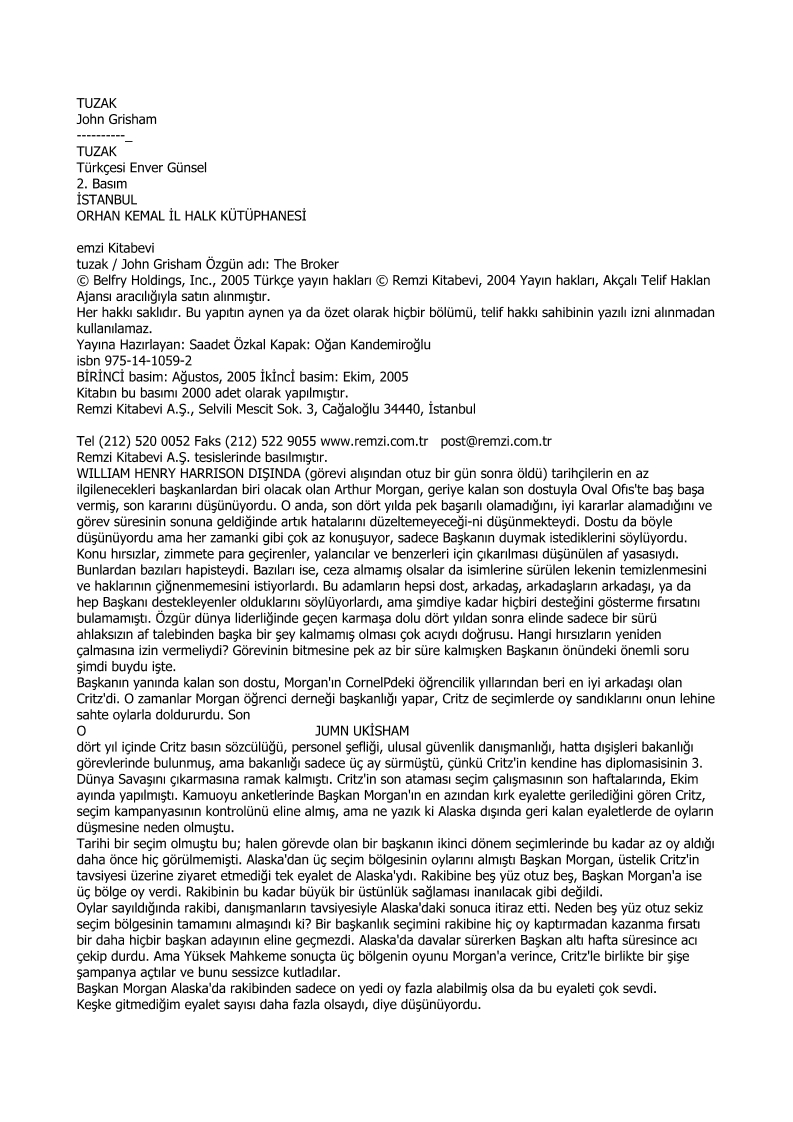 TUZAK
John Grisham
----------_
TUZAK
Türkçesi Enver Günsel
2. Basım
İSTANBUL
ORHAN KEMAL İL HALK KÜTÜPHANESİ
emzi Kitabevi
tuzak / John Grisham Özgün adı: The Broker
© Belfry Holdings, Inc., 2005 Türkçe yayın hakları © Remzi Kitabevi, 2004 Yayın hakları, Akçalı Telif Haklan
Ajansı aracılığıyla satın alınmıştır.
Her hakkı saklıdır. Bu yapıtın aynen ya da özet olarak hiçbir bölümü, telif hakkı sahibinin yazılı izni alınmadan
kullanılamaz.
Yayına Hazırlayan: Saadet Özkal Kapak: Oğan Kandemiroğlu
isbn 975-14-1059-2
BİRİNCİ basim: Ağustos, 2005 İkİncİ basim: Ekim, 2005
Kitabın bu basımı 2000 adet olarak yapılmıştır.
Remzi Kitabevi A.Ş., Selvili Mescit Sok. 3, Cağaloğlu 34440, İstanbul
Tel (212) 520 0052 Faks (212) 522 9055 www.remzi.com.tr   post@remzi.com.tr
Remzi Kitabevi A.Ş. tesislerinde basılmıştır.
WILLIAM HENRY HARRISON DIŞINDA (görevi alışından otuz bir gün sonra öldü) tarihçilerin en az
ilgilenecekleri başkanlardan biri olacak olan Arthur Morgan, geriye kalan son dostuyla Oval Ofıs'te baş başa
vermiş, son kararını düşünüyordu. O anda, son dört yılda pek başarılı olamadığını, iyi kararlar alamadığını ve
görev süresinin sonuna geldiğinde artık hatalarını düzeltemeyeceği-ni düşünmekteydi. Dostu da böyle
düşünüyordu ama her zamanki gibi çok az konuşuyor, sadece Başkanın duymak istediklerini söylüyordu.
Konu hırsızlar, zimmete para geçirenler, yalancılar ve benzerleri için çıkarılması düşünülen af yasasıydı.
Bunlardan bazıları hapisteydi. Bazıları ise, ceza almamış olsalar da isimlerine sürülen lekenin temizlenmesini
ve haklarının çiğnenmemesini istiyorlardı. Bu adamların hepsi dost, arkadaş, arkadaşların arkadaşı, ya da
hep Başkanı destekleyenler olduklarını söylüyorlardı, ama şimdiye kadar hiçbiri desteğini gösterme fırsatını
bulamamıştı. Özgür dünya liderliğinde geçen karmaşa dolu dört yıldan sonra elinde sadece bir sürü
ahlaksızın af talebinden başka bir şey kalmamış olması çok acıydı doğrusu. Hangi hırsızların yeniden
çalmasına izin vermeliydi? Görevinin bitmesine pek az bir süre kalmışken Başkanın önündeki önemli soru
şimdi buydu işte.
Başkanın yanında kalan son dostu, Morgan'ın CornelPdeki öğrencilik yıllarından beri en iyi arkadaşı olan
Critz'di. O zamanlar Morgan öğrenci derneği başkanlığı yapar, Critz de seçimlerde oy sandıklarını onun lehine
sahte oylarla doldururdu. Son
O                                                JUMN UKİSHAM
dört yıl içinde Critz basın sözcülüğü, personel şefliği, ulusal güvenlik danışmanlığı, hatta dışişleri bakanlığı
görevlerinde bulunmuş, ama bakanlığı sadece üç ay sürmüştü, çünkü Critz'in kendine has diplomasisinin 3.
Dünya Savaşını çıkarmasına ramak kalmıştı. Critz'in son ataması seçim çalışmasının son haftalarında, Ekim
ayında yapılmıştı. Kamuoyu anketlerinde Başkan Morgan'ın en azından kırk eyalette gerilediğini gören Critz,
seçim kampanyasının kontrolünü eline almış, ama ne yazık ki Alaska dışında geri kalan eyaletlerde de oyların
düşmesine neden olmuştu.
Tarihi bir seçim olmuştu bu; halen görevde olan bir başkanın ikinci dönem seçimlerinde bu kadar az oy aldığı
daha önce hiç görülmemişti. Alaska'dan üç seçim bölgesinin oylarını almıştı Başkan Morgan, üstelik Critz'in
tavsiyesi üzerine ziyaret etmediği tek eyalet de Alaska'ydı. Rakibine beş yüz otuz beş, Başkan Morgan'a ise
üç bölge oy verdi. Rakibinin bu kadar büyük bir üstünlük sağlaması inanılacak gibi değildi.
Oylar sayıldığında rakibi, danışmanların tavsiyesiyle Alaska'daki sonuca itiraz etti. Neden beş yüz otuz sekiz
seçim bölgesinin tamamını almaşındı ki? Bir başkanlık seçimini rakibine hiç oy kaptırmadan kazanma fırsatı
bir daha hiçbir başkan adayının eline geçmezdi. Alaska'da davalar sürerken Başkan altı hafta süresince acı
çekip durdu. Ama Yüksek Mahkeme sonuçta üç bölgenin oyunu Morgan'a verince, Critz'le birlikte bir şişe
şampanya açtılar ve bunu sessizce kutladılar.
Başkan Morgan Alaska'da rakibinden sadece on yedi oy fazla alabilmiş olsa da bu eyaleti çok sevdi.
Keşke gitmediğim eyalet sayısı daha fazla olsaydı, diye düşünüyordu.